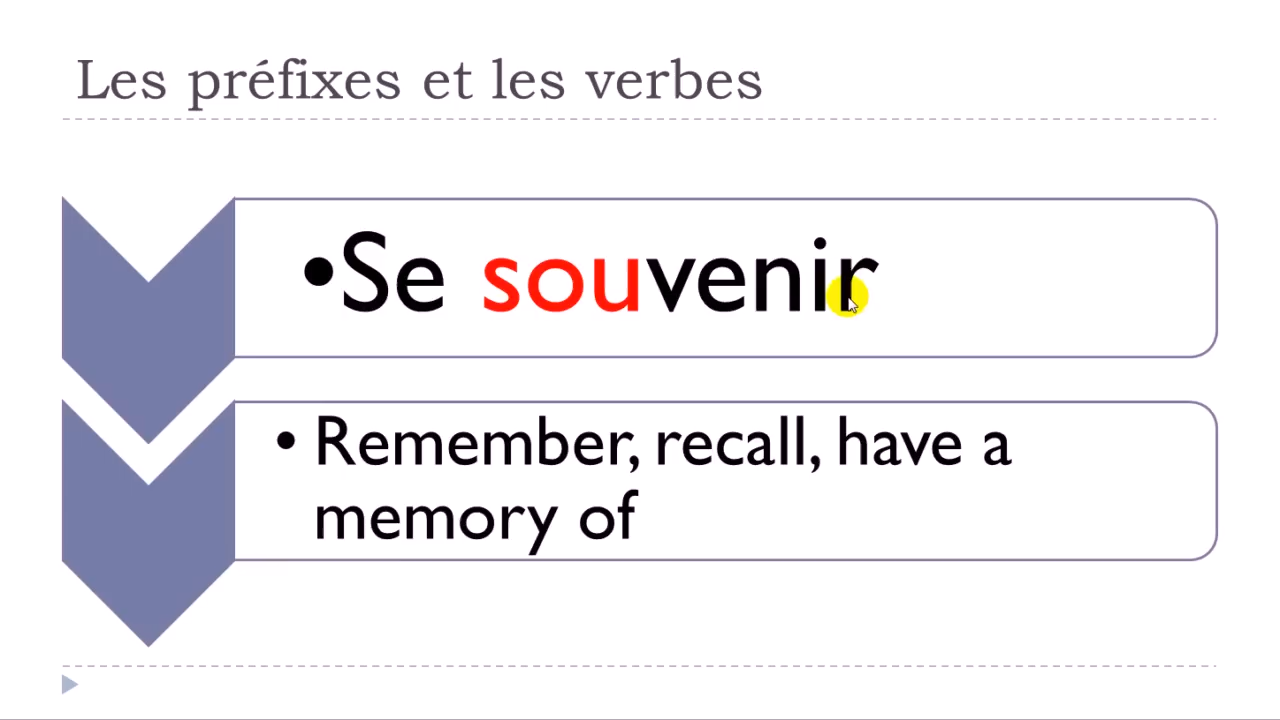 Les préfixes et les verbes
•Se souvenir
• Remember, recall, have a
memory of